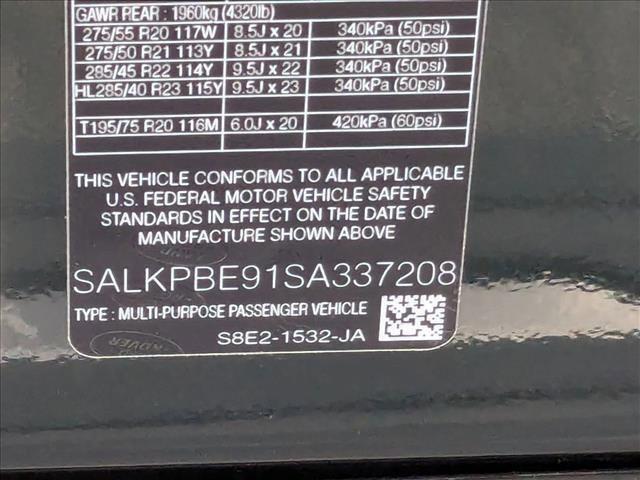 GAWR REAR : 1960kg (4320lb)
275/55 R20 117W 8.5J x 20 340kPa (50psi)
275/50 R21 113Y 8.5J x 21 340kPa (50psi)
285/45 R22 114Y 9.5J x 22 340kPa (50psi)
HL285/40 R23 115Y 9.5J x 23 340kPa (50psi)
T195/75 R20 116M 6.0J x 20 420kPa (60psi)
THIS VEHICLE CONFORMS TO ALL APPLICABLE
U.S. FEDERAL MOTOR VEHICLE SAFETY
STANDARDS IN EFFECT ON THE DATE OF
MANUFACTURE SHOWN ABOVE
SALKPBE91SA337208
TYPE : MULTI-PURPOSE PASSENGER VEHICLE
S8E2-1532-JA
ROVER